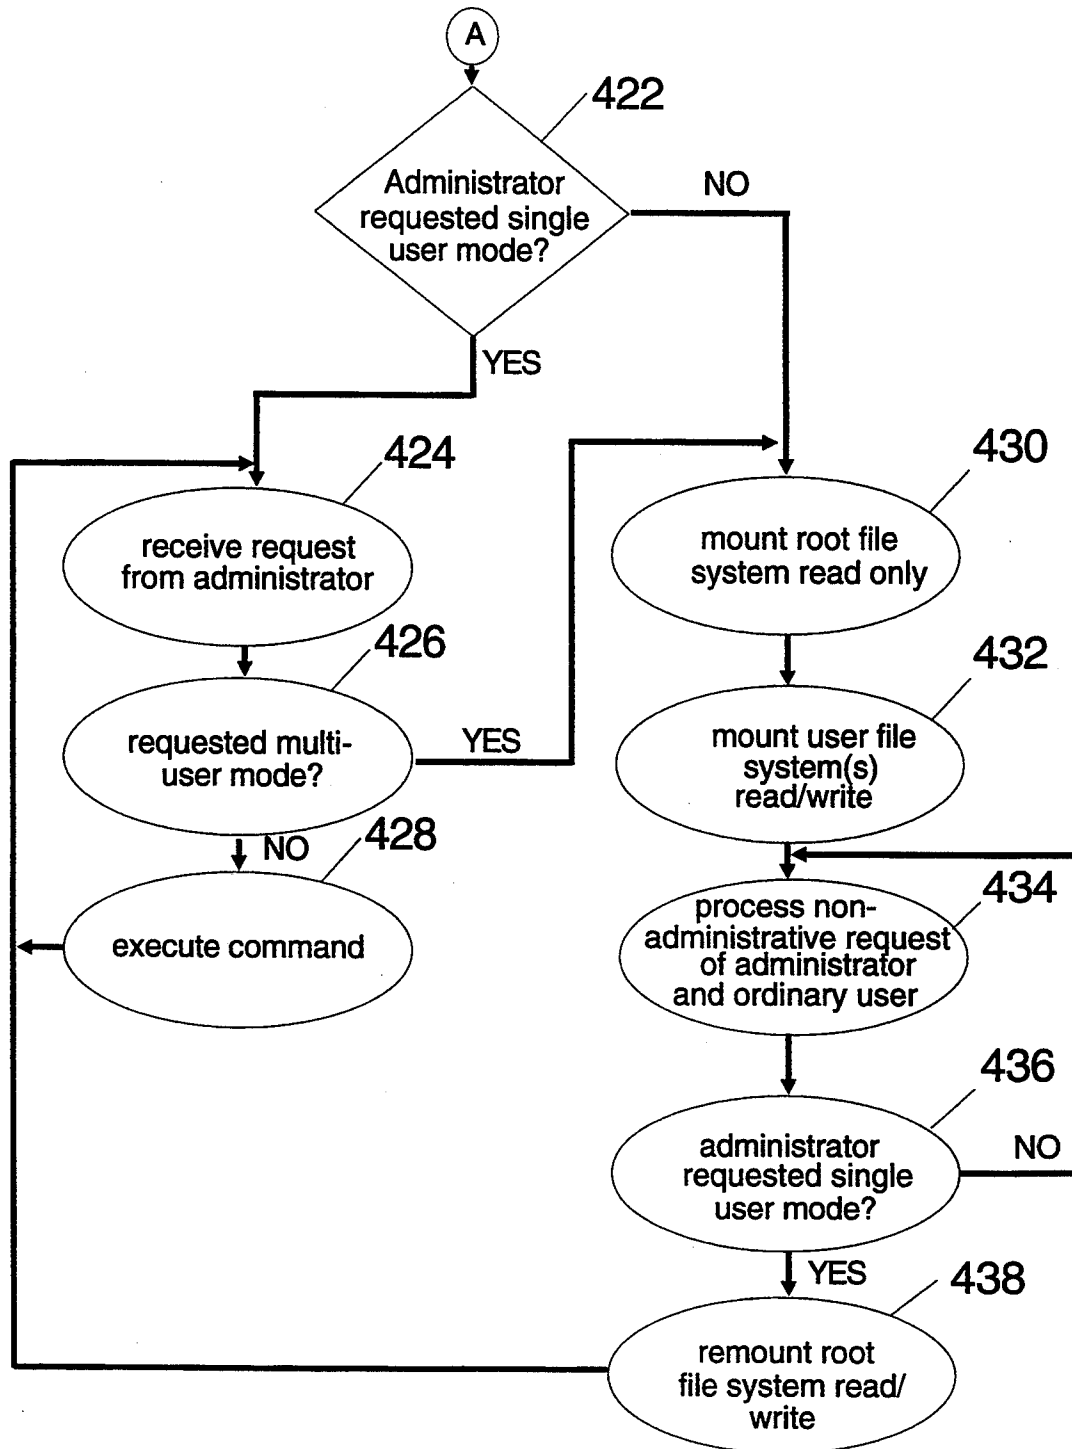 A
422
Administrator
requested single
user mode?
NO
YES
424
receive request
from administrator
426
requested multi-
user mode?
YES
NO
428
execute command
430
mount root file
system read only
432
mount user file
system(s)
read/write
434
process non-
administrative request
of administrator
and ordinary user
436
administrator
requested single
user mode?
NO
YES
438
remount root
file system read/
write